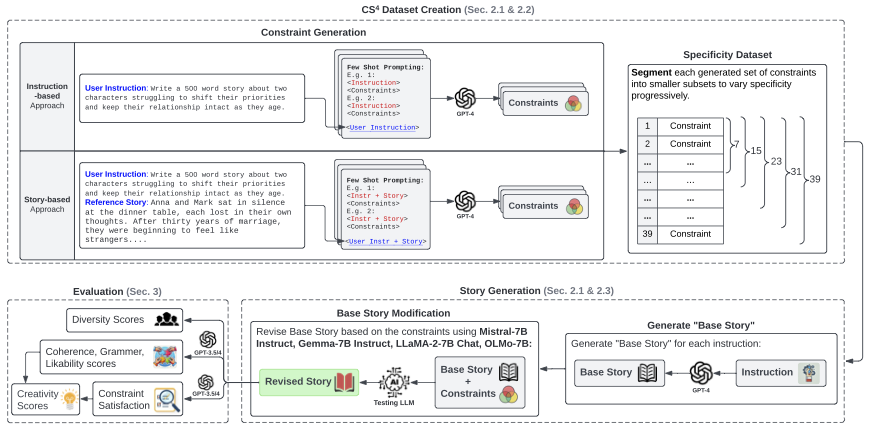 CS⁴ Dataset Creation (Sec. 2.1 & 2.2)
Constraint Generation
Instruction
-based
Approach
User Instruction: Write a 500 word story about two
characters struggling to shift their priorities
and keep their relationship intact as they age.
Few Shot Prompting:
E.g. 1:
<Instruction>
<Constraints>
E.g. 2:
<Instruction>
<Constraints>
<User Instruction>
GPT-4
Constraints
Story-based
Approach
User Instruction: Write a 500 word story about two
characters struggling to shift their priorities
and keep their relationship intact as they age.
Reference Story: Anna and Mark sat in silence
at the dinner table, each lost in their own
thoughts. After thirty years of marriage,
they were beginning to feel like
strangers....
Few Shot Prompting:
E.g. 1:
<Instr + Story>
<Constraints>
E.g. 2:
<Instr + Story>
<Constraints>
<User Instr + Story>
GPT-4
Constraints
Specificity Dataset
Segment each generated set of constraints
into smaller subsets to vary specificity
progressively.
1 Constraint
2 Constraint
... ...
... ...
... ...
... ...
39 Constraint
7
15
23
31
39
Evaluation (Sec. 3)
Diversity Scores
Coherence, Grammer,
Likability scores
GPT-3.5/4
Creativity
Scores
Constraint
Satisfaction
GPT-3.5/4
Story Generation (Sec. 2.1 & 2.3)
Base Story Modification
Revise Base Story based on the constraints using Mistral-7B
Instruct, Gemma-7B Instruct, LLaMA-2-7B Chat, OLMo-7B:
Revised Story
AI
Testing LLM
Base Story
+
Constraints
Generate "Base Story"
Generate "Base Story" for each instruction:
Base Story
GPT-4
Instruction